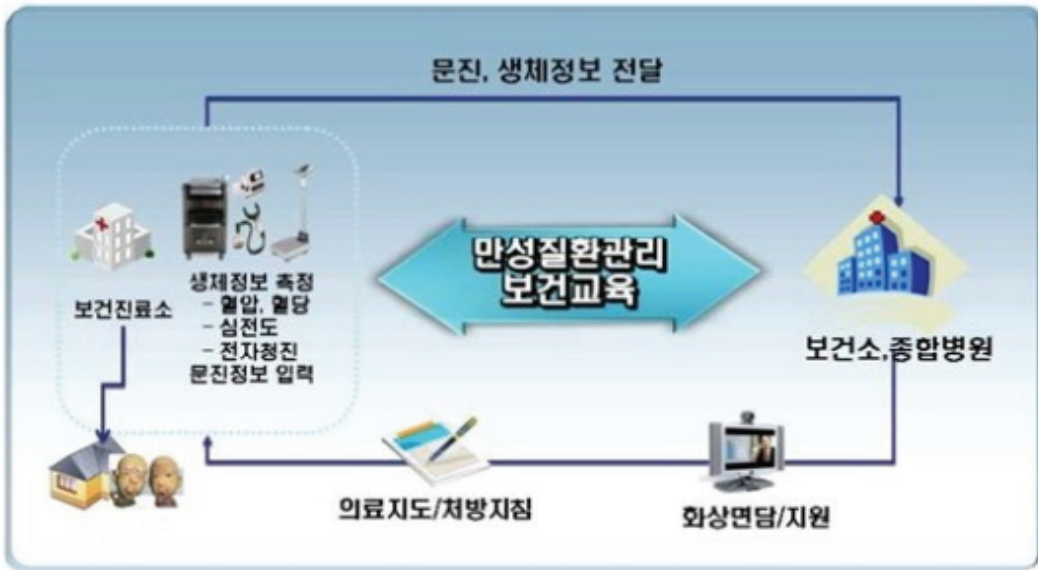 문진, 생체정보 전달
보건진료소
생체정보 측정
- 혈압, 혈당
- 심전도
- 전자청진
문진정보 입력
만성질환관리
보건교육
보건소,종합병원
의료지도/처방지침
화상면담/지원